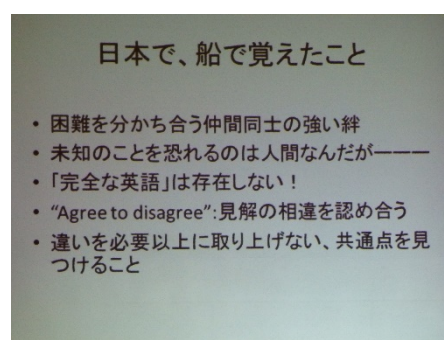 日本で、船で覚えたこと
• 困難を分かち合う仲間同士の強い絆
• 未知のことを恐れるのは人間なんだが———
• 「完全な英語」は存在しない！
• “Agree to disagree”:見解の相違を認め合う
• 違いを必要以上に取り上げない、共通点を見
つけること